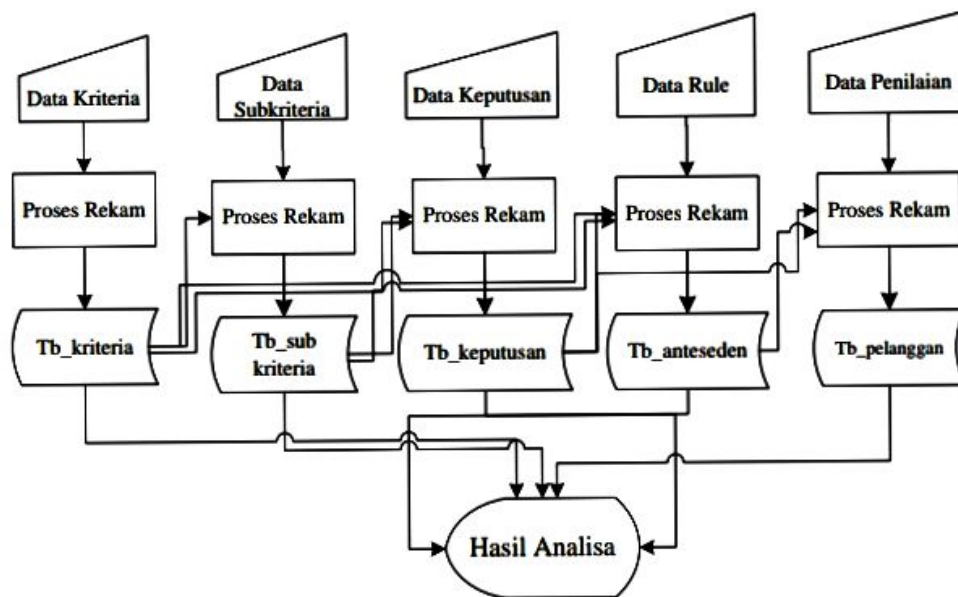 Data Kriteria
Data
Subkriteria
Data Keputusan
Data Rule
Data Penilaian
Proses Rekam
Proses Rekam
Proses Rekam
Proses Rekam
Proses Rekam
Tb_kriteria
Tb_sub
kriteria
Tb_keputusan
Tb_anteseden
Tb_pelanggan
Hasil Analisa